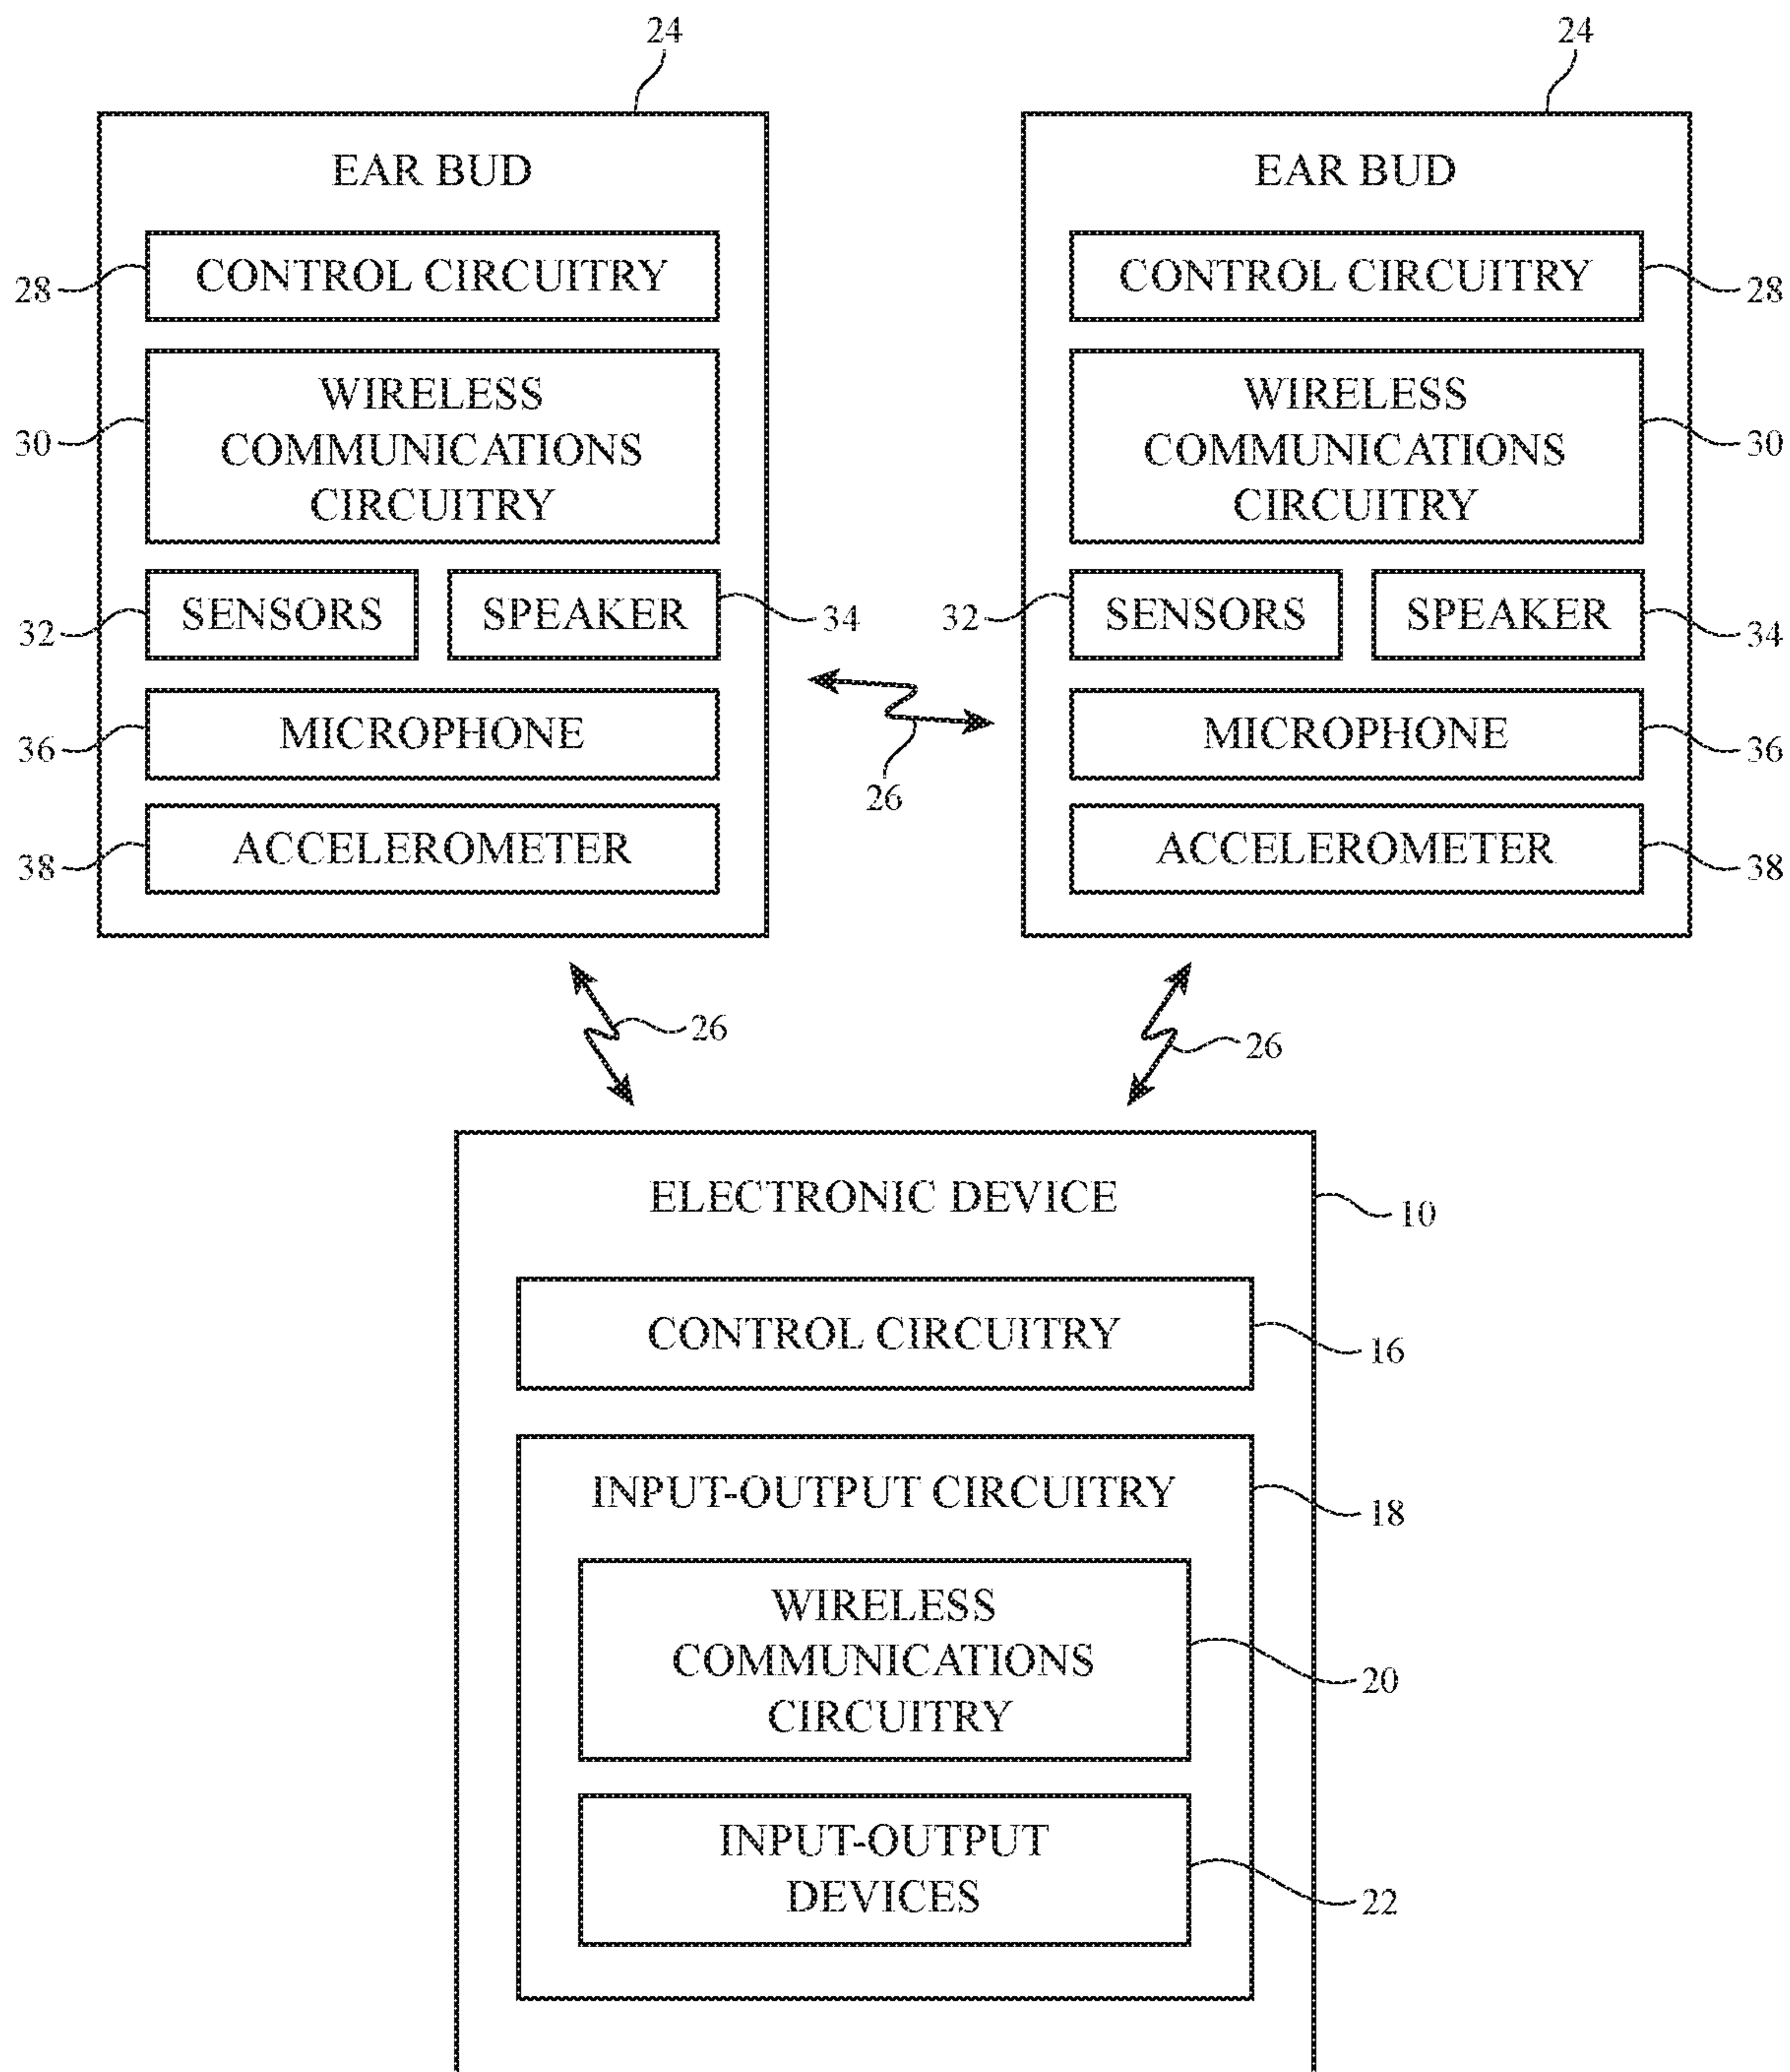 24
24
EAR BUD
EAR BUD
CONTROL CIRCUITRY
28
CONTROL CIRCUITRY
28
WIRELESS
COMMUNICATIONS
CIRCUITRY
30
WIRELESS
COMMUNICATIONS
CIRCUITRY
30
32
SENSORS
SPEAKER
34
32
SENSORS
SPEAKER
34
36
MICROPHONE
26
MICROPHONE
36
38
ACCELEROMETER
ACCELEROMETER
38
26
26
ELECTRONIC DEVICE
10
CONTROL CIRCUITRY
16
INPUT-OUTPUT CIRCUITRY
18
WIRELESS
COMMUNICATIONS
CIRCUITRY
20
INPUT-OUTPUT
DEVICES
22